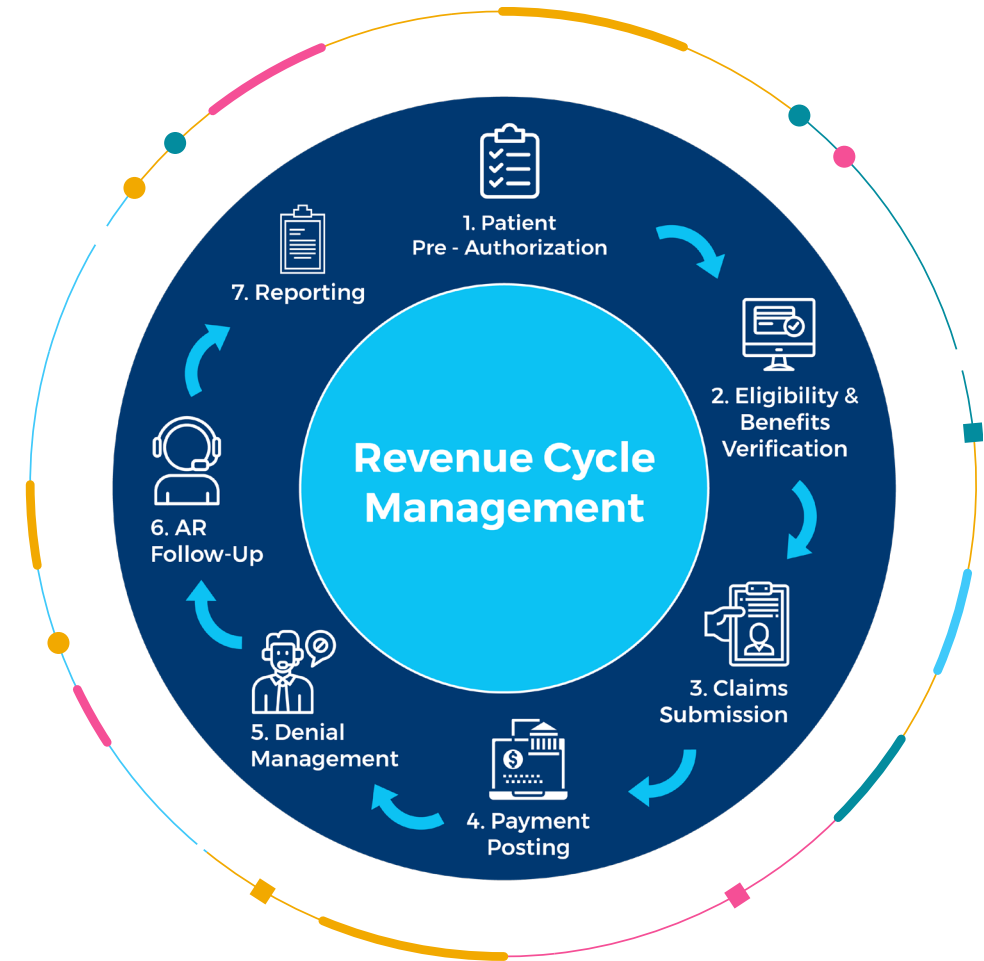 1. Patient
Pre - Authorization
2. Eligibility &
Benefits
Verification
3. Claims
Submission
4. Payment
Posting
5. Denial
Management
6. AR
Follow-Up
7. Reporting
Revenue Cycle
Management
$